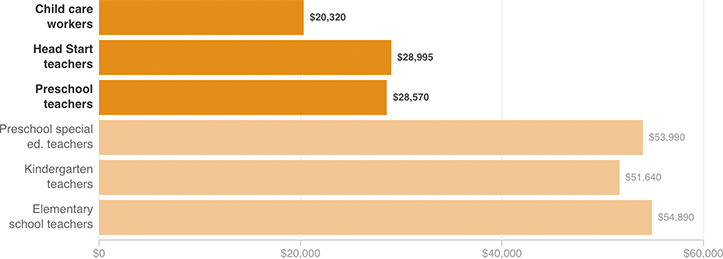 Child care
workers
$20,320
Head Start
teachers
$28,995
Preschool
teachers
$28,570
Preschool special
ed. teachers
$53,990
Kindergarten
teachers
$51,640
Elementary
school teachers
$54,890
$0
$20,000
$40,000
$60,000